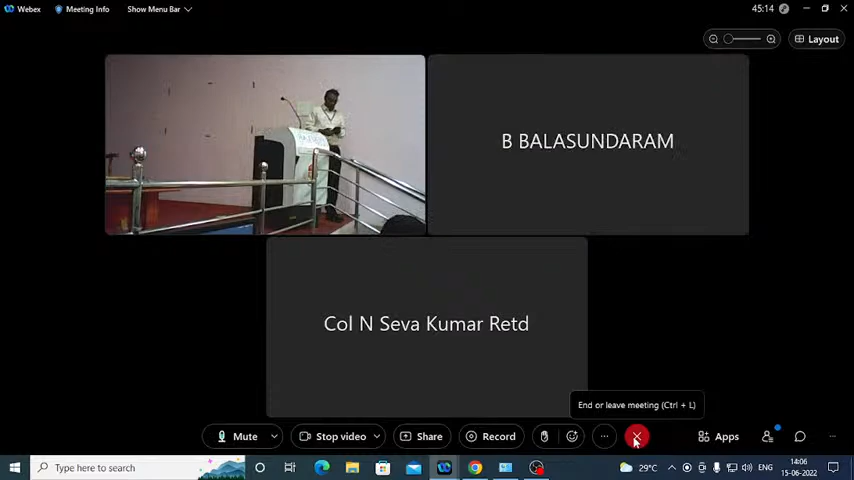 Webex Meeting Info Show Menu Bar 45:14
Layout
B BALASUNDARAM
Col N Seva Kumar Retd
End or leave meeting (Ctrl + L)
Mute Stop video Share Record Apps
Type here to search 29°C ENG 14:06
15-06-2022